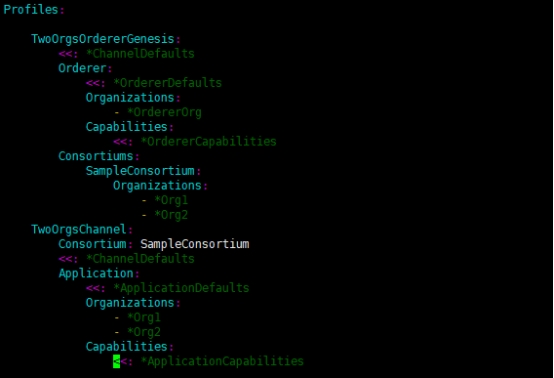 Profiles:
TwoOrgsOrdererGenesis:
<<: *ChannelDefaults
Orderer:
<<: *OrdererDefaults
Organizations:
- *OrdererOrg
Capabilities:
<<: *OrdererCapabilities
Consortiums:
SampleConsortium:
Organizations:
- *Org1
- *Org2
TwoOrgsChannel:
Consortium: SampleConsortium
<<: *ChannelDefaults
Application:
<<: *ApplicationDefaults
Organizations:
- *Org1
- *Org2
Capabilities:
<<: *ApplicationCapabilities